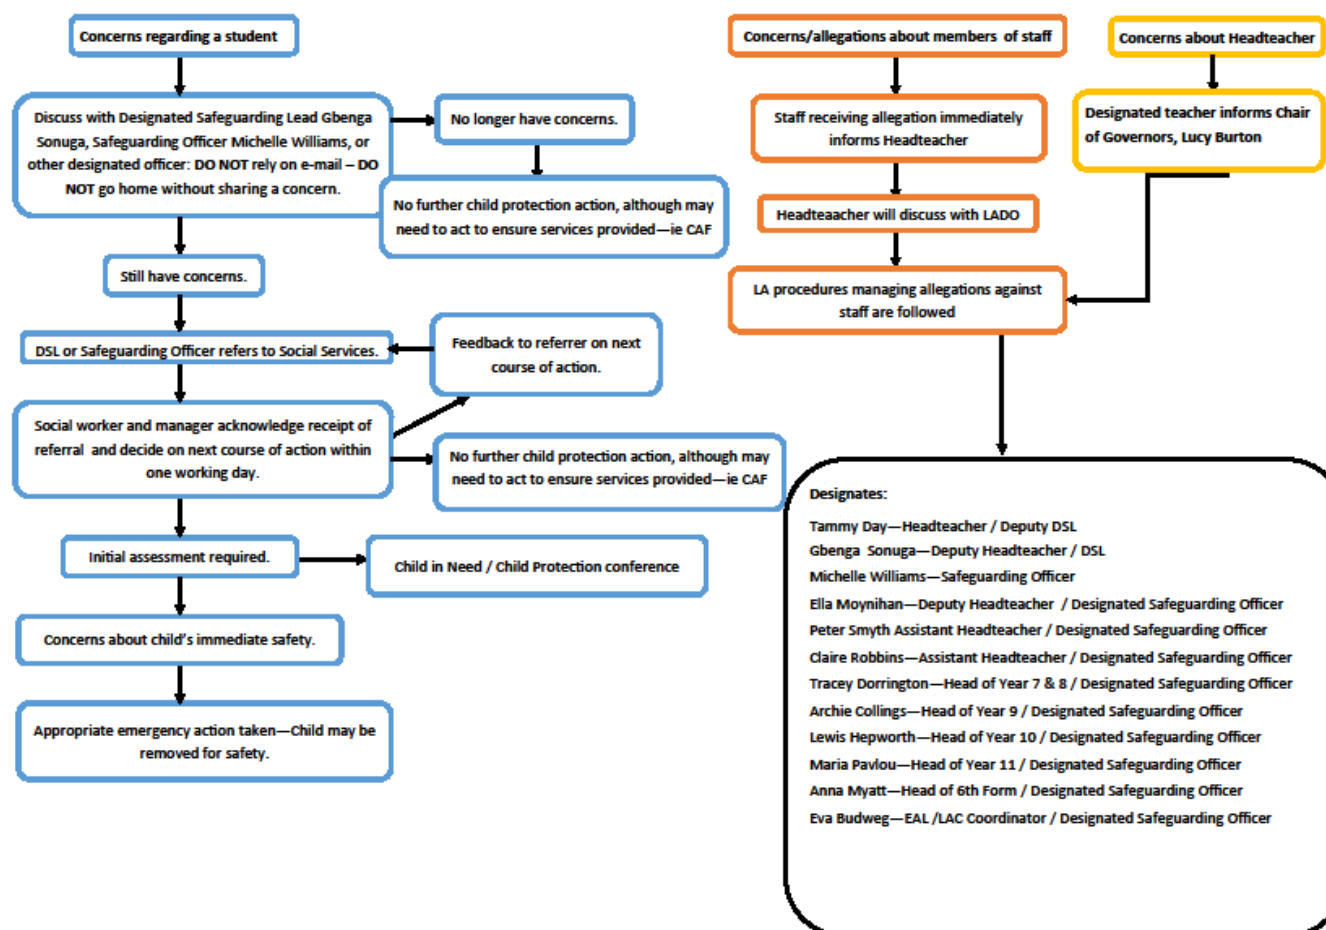 Concerns regarding a student
Discuss with Designated Safeguarding Lead Gbenga
Sonuga, Safeguarding Officer Michelle Williams, or
other designated officer: DO NOT rely on e-mail – DO
NOT go home without sharing a concern.
No longer have concerns.
No further child protection action, although may
need to act to ensure services provided—ie CAF
Still have concerns.
DSL or Safeguarding Officer refers to Social Services.
Feedback to referrer on next
course of action.
Social worker and manager acknowledge receipt of
referral and decide on next course of action within
one working day.
No further child protection action, although may
need to act to ensure services provided—ie CAF
Initial assessment required.
Child in Need / Child Protection conference
Concerns about child's immediate safety.
Appropriate emergency action taken—Child may be
removed for safety.
Concerns/allegations about members of staff
Staff receiving allegation immediately
informs Headteacher
Headteaacher will discuss with LADO
LA procedures managing allegations against
staff are followed
Concerns about Headteacher
Designated teacher informs Chair
of Governors, Lucy Burton
Designates:
Tammy Day—Headteacher / Deputy DSL
Gbenga Sonuga—Deputy Headteacher / DSL
Michelle Williams—Safeguarding Officer
Ella Moynihan—Deputy Headteacher / Designated Safeguarding Officer
Peter Smyth Assistant Headteacher / Designated Safeguarding Officer
Claire Robbins—Assistant Headteacher / Designated Safeguarding Officer
Tracey Dorrington—Head of Year 7 & 8 / Designated Safeguarding Officer
Archie Collings—Head of Year 9 / Designated Safeguarding Officer
Lewis Hepworth—Head of Year 10 / Designated Safeguarding Officer
Maria Pavlou—Head of Year 11 / Designated Safeguarding Officer
Anna Myatt—Head of 6th Form / Designated Safeguarding Officer
Eva Budweg—EAL /LAC Coordinator / Designated Safeguarding Officer